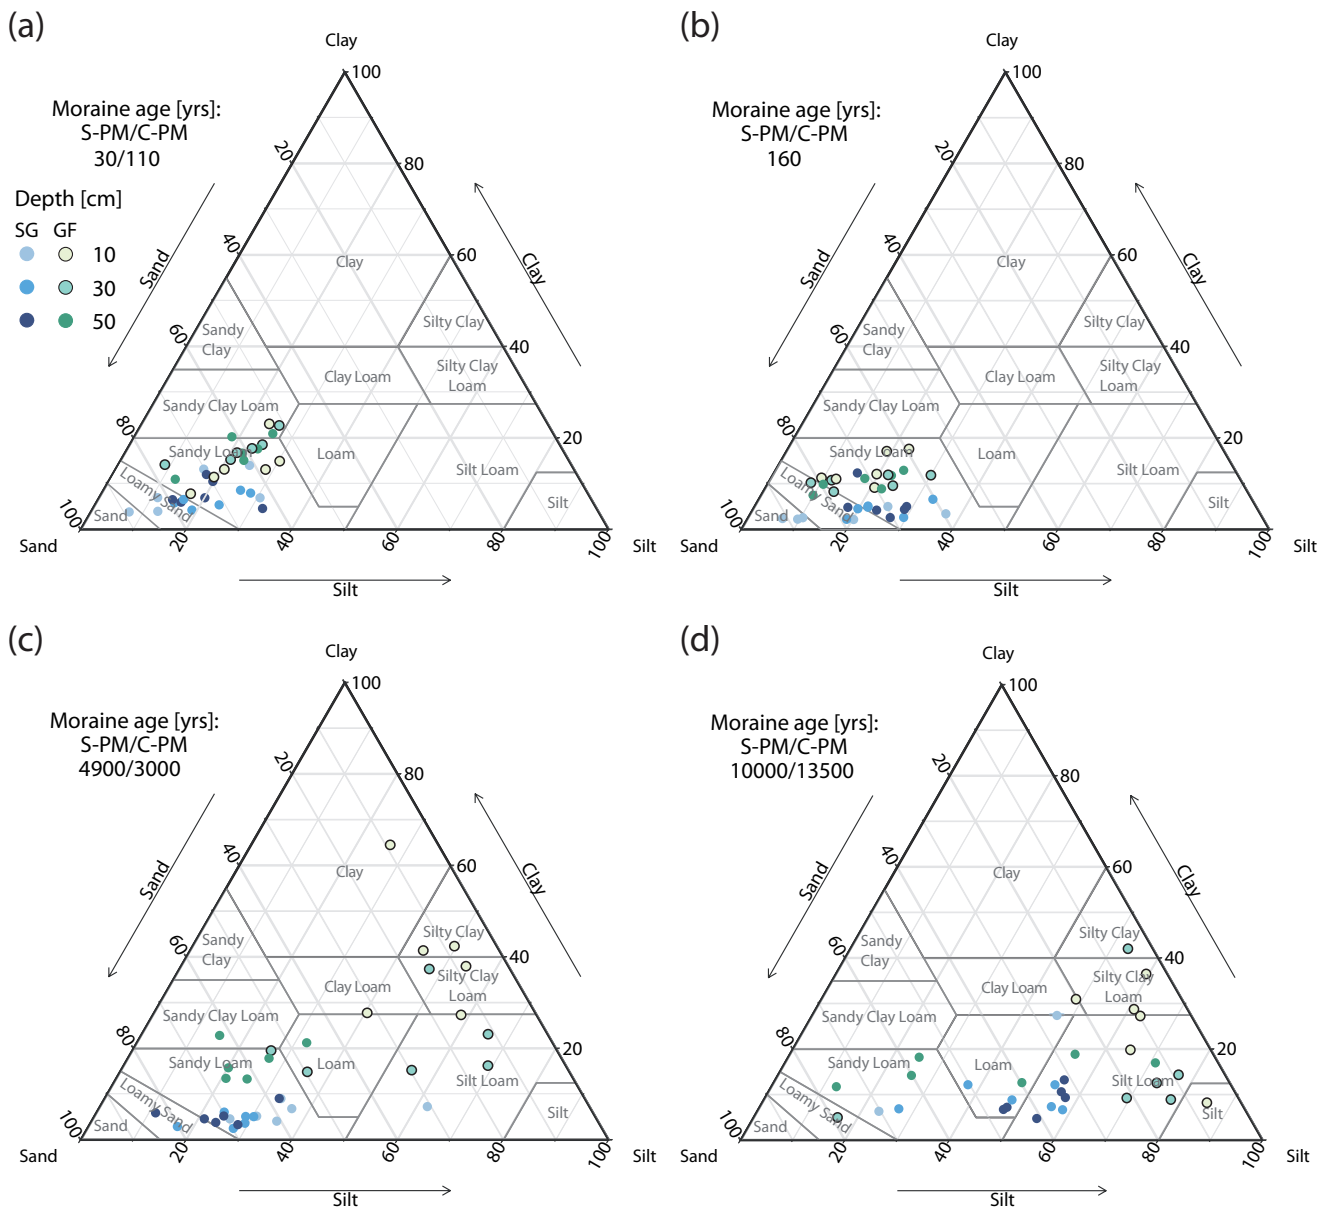 (a)
Clay
100
Moraine age [yrs]:
S-PM/C-PM
30/110
20
80
Depth [cm]
SG GF
10
30
50
Sand
40
60
Clay
Clay
60
Sandy
Clay
Silty Clay
40
Clay Loam
Silty Clay
Loam
80
Sandy Clay Loam
20
Sandy Loam
Loam
Silt Loam
Loamy Sand
Silt
100
Sand
Sand
20
40
60
80
100
Silt
Silt
(b)
Clay
100
Moraine age [yrs]:
S-PM/C-PM
160
20
80
Sand
40
60
Clay
Clay
60
Sandy
Clay
Silty Clay
40
Clay Loam
Silty Clay
Loam
80
Sandy Clay Loam
20
Sandy Loam
Loam
Silt Loam
Loamy Sand
Silt
100
Sand
Sand
20
40
60
80
100
Silt
Silt
(c)
Clay
100
Moraine age [yrs]:
S-PM/C-PM
4900/3000
20
80
Sand
40
60
Clay
Clay
60
Sandy
Clay
Silty Clay
40
Clay Loam
Silty Clay
Loam
80
Sandy Clay Loam
20
Sandy Loam
Loam
Silt Loam
Loamy Sand
Silt
100
Sand
Sand
20
40
60
80
100
Silt
Silt
(d)
Clay
100
Moraine age [yrs]:
S-PM/C-PM
10000/13500
20
80
Sand
40
60
Clay
Clay
60
Sandy
Clay
Silty Clay
40
Clay Loam
Silty Clay
Loam
80
Sandy Clay Loam
20
Sandy Loam
Loam
Silt Loam
Loamy Sand
Silt
100
Sand
Sand
20
40
60
80
100
Silt
Silt